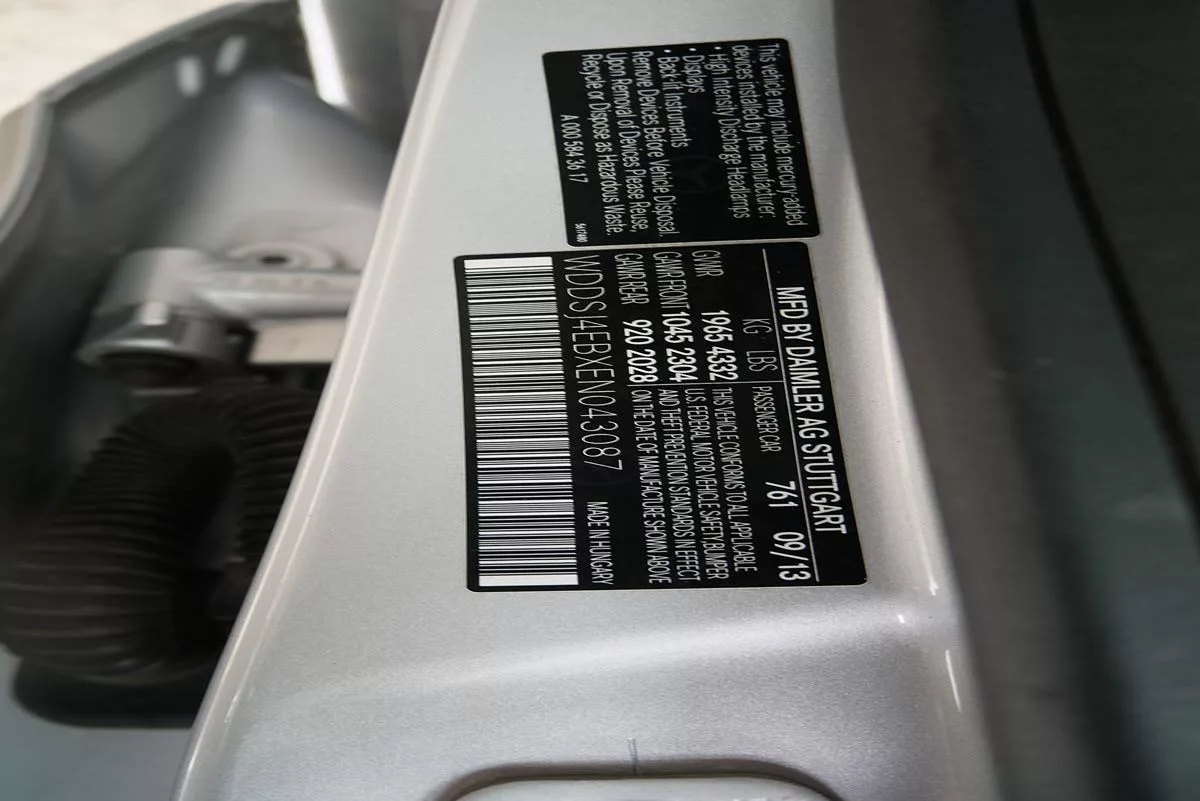 This vehicle may include mercury-added
devices installed by the manufacturer:
• High Intensity Discharge Headlamps
• Displays
• Back lit Instruments
Remove Devices Before Vehicle Disposal.
Upon Removal of Devices Please Reuse,
Recycle or Dispose as Hazardous Waste.
A 000 584 36 17
MFD BY DAIMLER AG STUTTGART
KG LBS PASSENGER CAR 761 09/13
GVWR 1965 4332 THIS VEHICLE CONFORMS TO ALL APPLICABLE
U.S. FEDERAL MOTOR VEHICLE SAFETY, BUMPER
GAWR FRONT 1045 2304 AND THEFT PREVENTION STANDARDS IN EFFECT
GAWR REAR 920 2028 ON THE DATE OF MANUFACTURE SHOWN ABOVE
WDDSJ4EBXEN043087 MADE IN HUNGARY